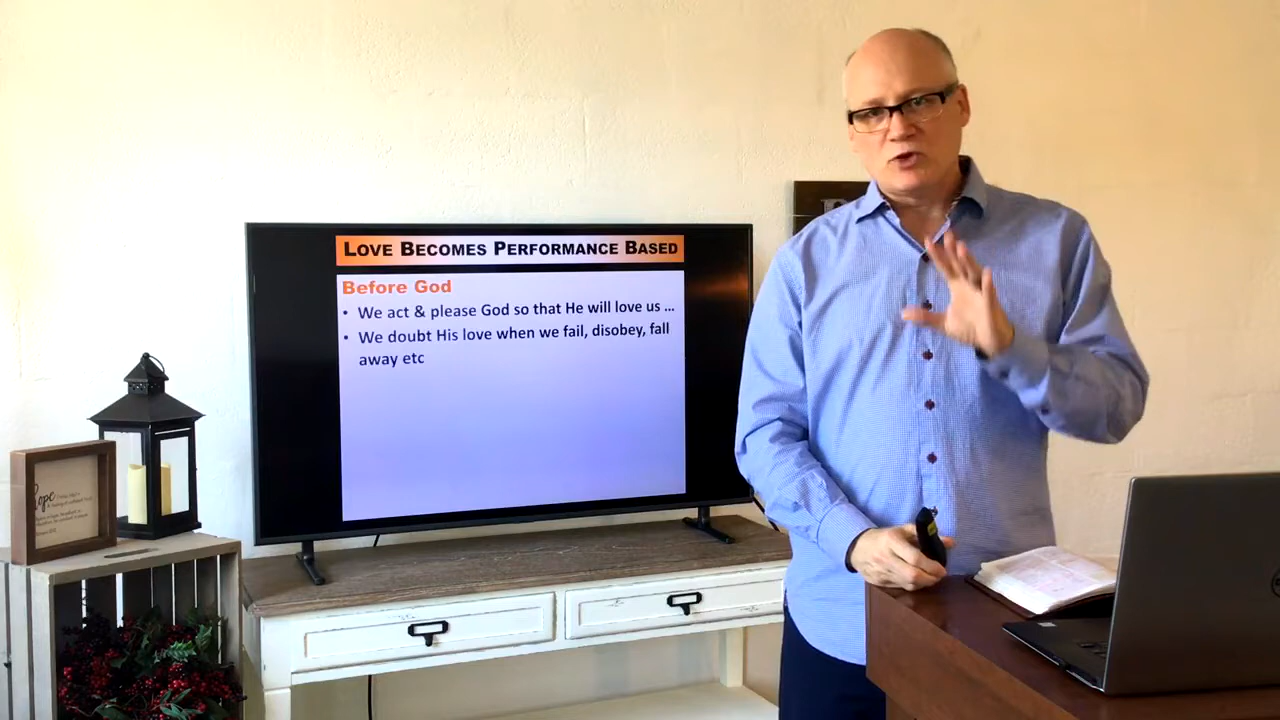 LOVE BECOMES PERFORMANCE BASED
Before God
• We act & please God so that He will love us ...
• We doubt His love when we fail, disobey, fall
away etc